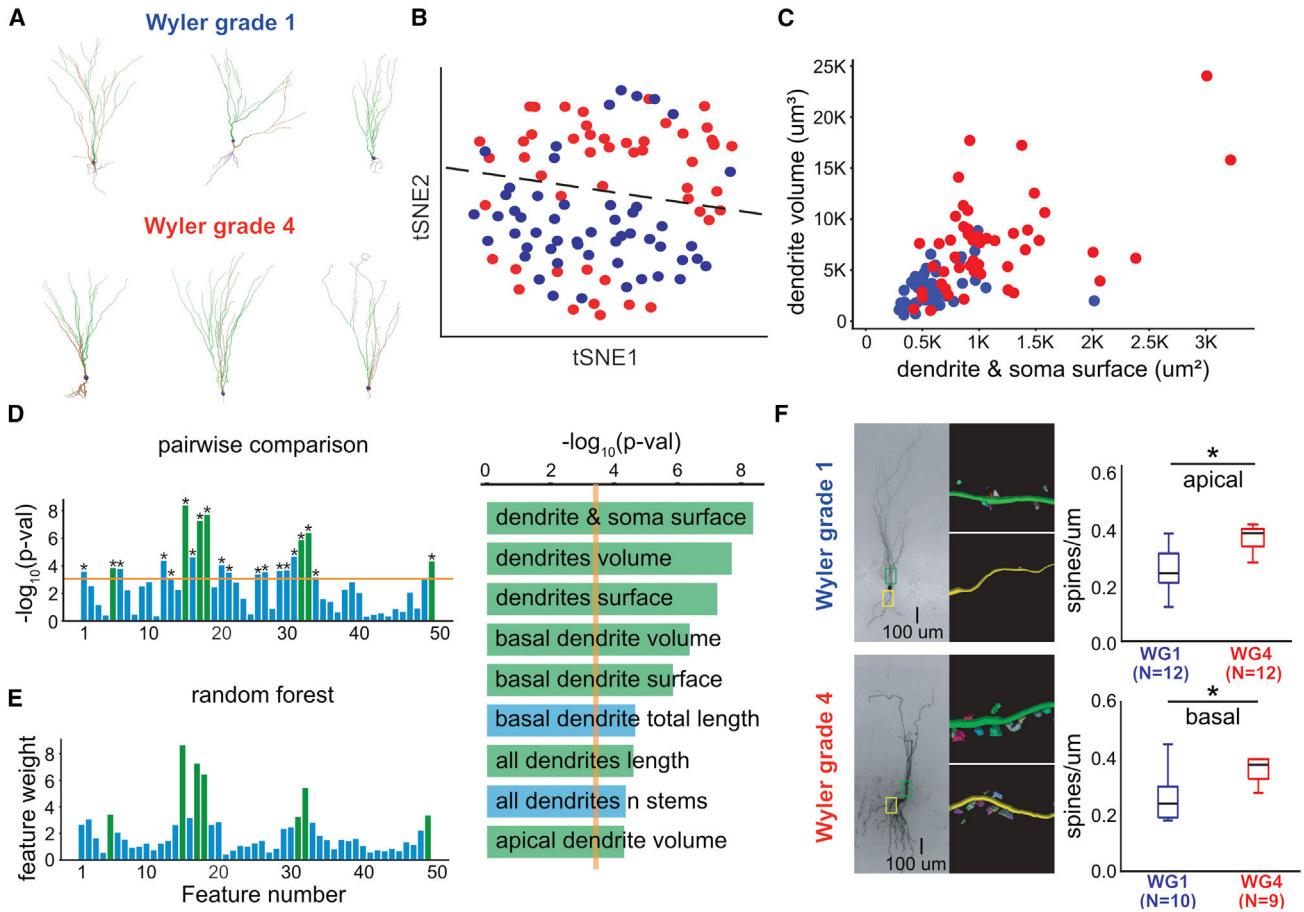 A
Wyler grade 1
Wyler grade 4
B
tSNE2
tSNE1
C
dendrite volume (um³)
25K
20K
15K
10K
5K
0
0
0.5K
1K
1.5K
2K
2.5K
3K
dendrite & soma surface (um²)
D
pairwise comparison
-log₁₀(p-val)
8
6
4
2
0
* * * * * * * * * * * * * * * * * * * *
1
10
20
30
40
50
-log₁₀(p-val)
0
2
4
6
8
dendrite & soma surface
dendrites volume
dendrites surface
basal dendrite volume
basal dendrite surface
basal dendrite total length
all dendrites length
all dendrites n stems
apical dendrite volume
E
random forest
feature weight
8
6
4
2
0
1
10
20
30
40
50
Feature number
F
Wyler grade 1
100 um
Wyler grade 4
100 um
spines/um
0.6
0.4
0.2
0.0
*
apical
WG1
(N=12)
WG4
(N=12)
spines/um
0.6
0.4
0.2
0.0
*
basal
WG1
(N=10)
WG4
(N=9)